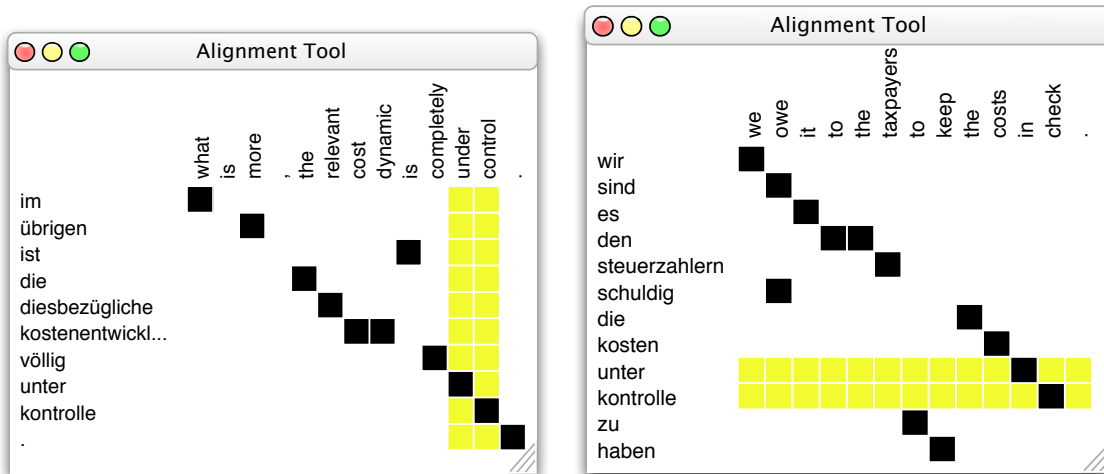 Alignment Tool
what is more , the relevant cost dynamic is completely under control .
im
übrigen
ist
die
diesbezügliche
kostenentwickl...
völlig
unter
kontrolle
.
Alignment Tool
we owe it to the taxpayers to keep the costs in check .
wir
sind
es
den
steuerzahlern
schuldig
die
kosten
unter
kontrolle
zu
haben